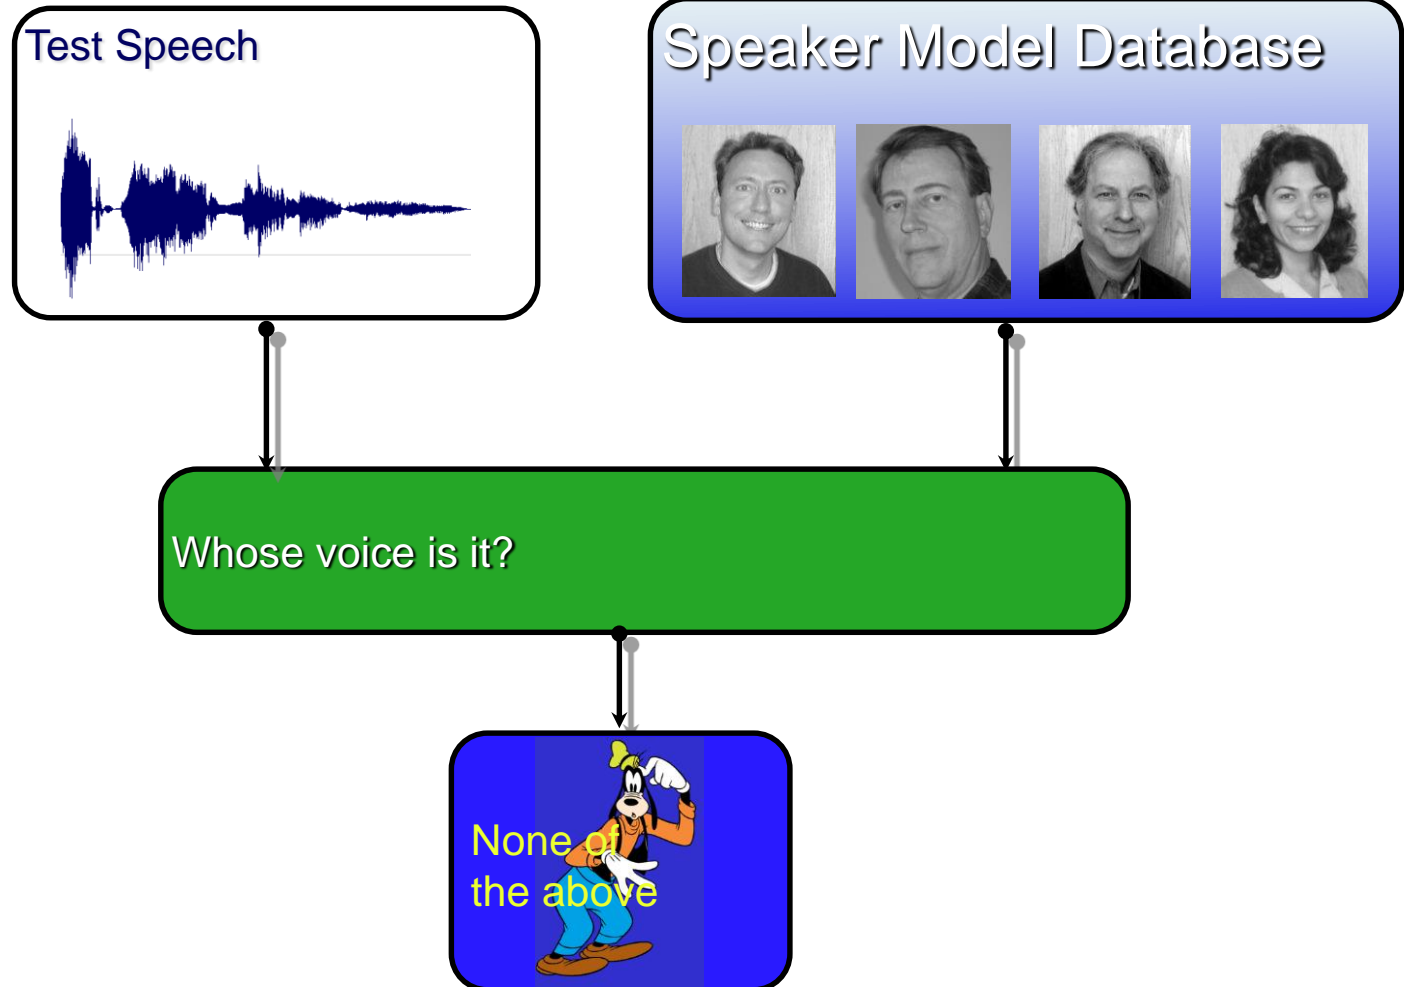 Test Speech
Speaker Model Database
Whose voice is it?
None of
the above